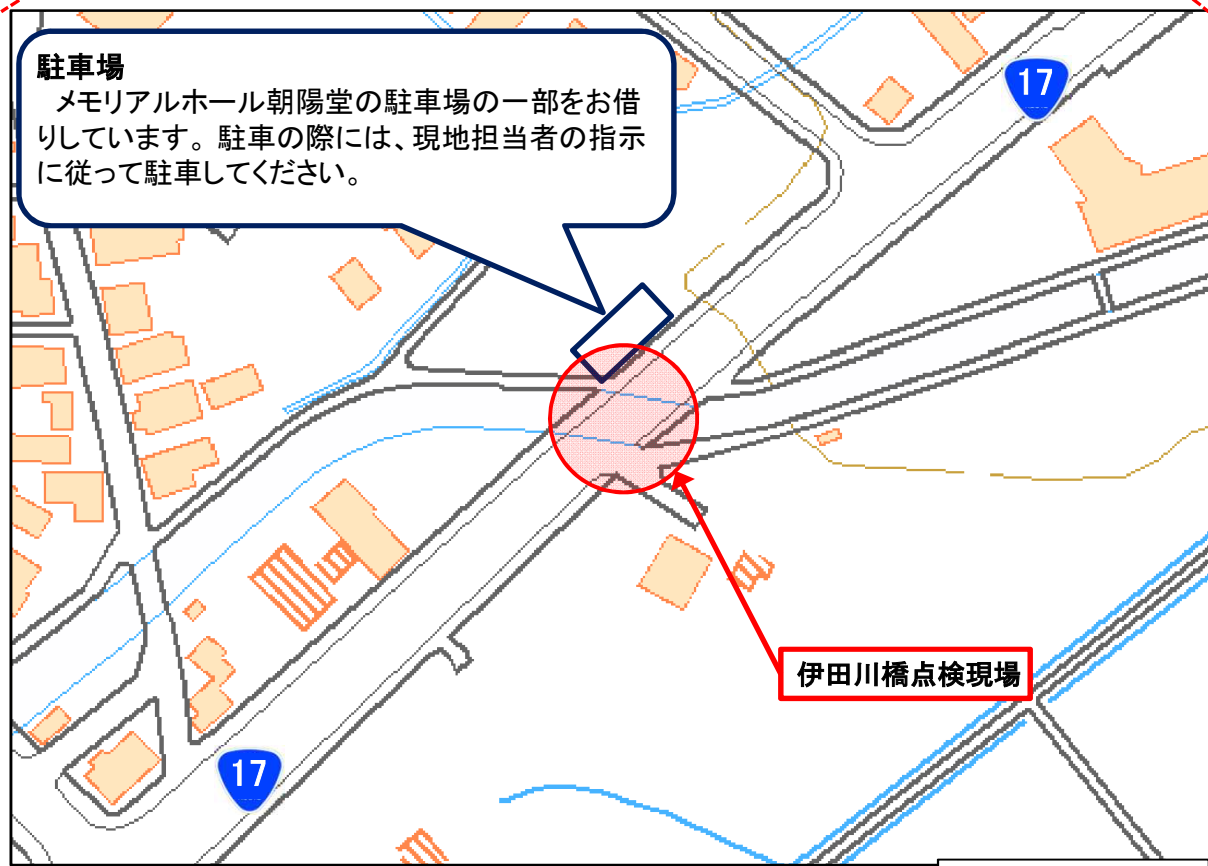 駐車場
メモリアルホール朝陽堂の駐車場の一部をお借
りしています。駐車の際には、現地担当者の指示
に従って駐車してください。
17
伊田川橋点検現場
17